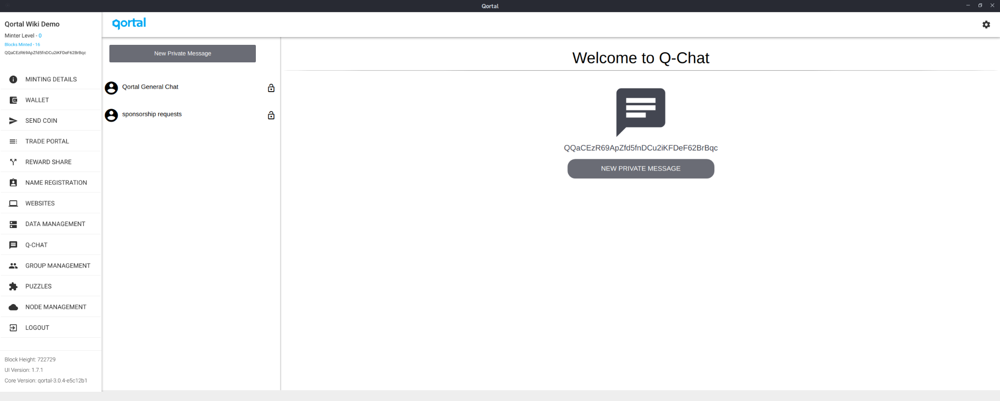 Qortal
Qortal Wiki Demo
Minter Level - 0
Blocks Minted - 16
QQaCEzR69ApZfd5fnDCu2iKFDeF62BrBqc
MINTING DETAILS
WALLET
SEND COIN
TRADE PORTAL
REWARD SHARE
NAME REGISTRATION
WEBSITES
DATA MANAGEMENT
Q-CHAT
GROUP MANAGEMENT
PUZZLES
NODE MANAGEMENT
LOGOUT
Block Height: 722729
UI Version: 1.7.1
Core Version: qortal-3.0.4-e5c12b1
qortal
New Private Message
Qortal General Chat
sponsorship requests
Welcome to Q-Chat
QQaCEzR69ApZfd5fnDCu2iKFDeF62BrBqc
NEW PRIVATE MESSAGE